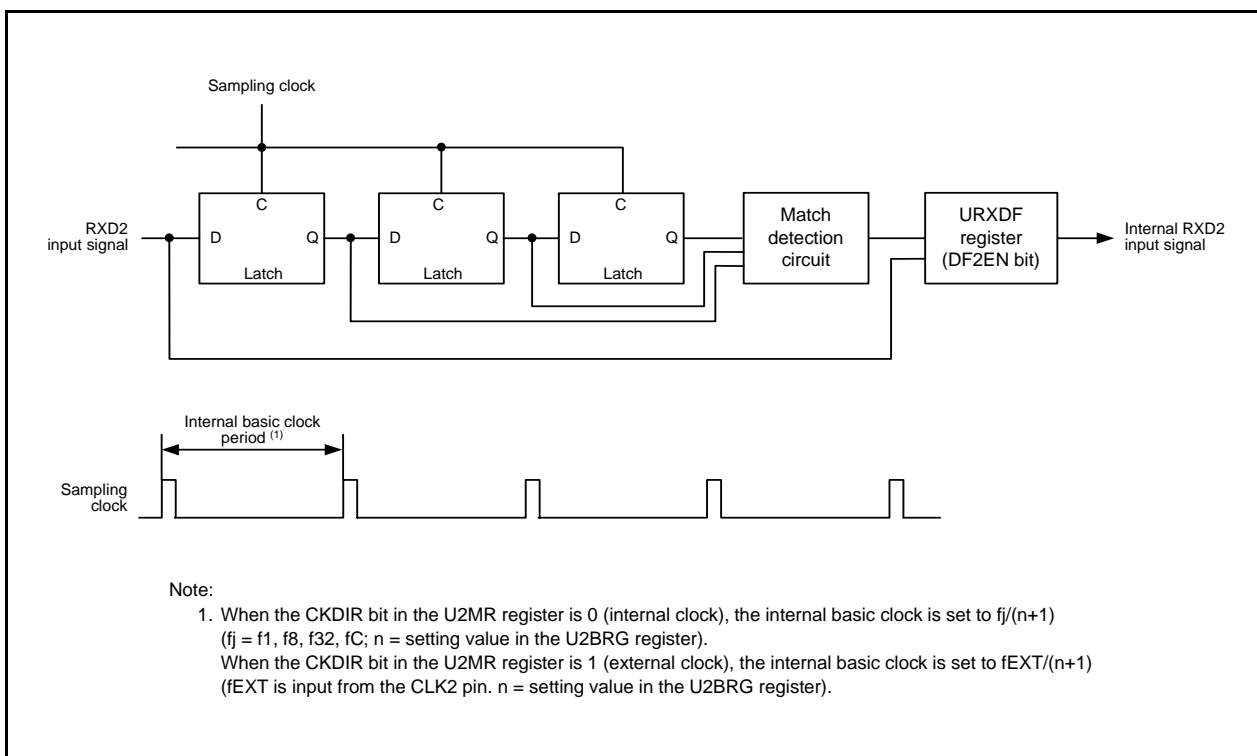 Sampling clock
C
C
C
RXD2
input signal
D
Q
D
Q
D
Q
Latch
Latch
Latch
Match
detection
circuit
URXDF
register
(DF2EN bit)
Internal RXD2
input signal
Internal basic clock
period (1)
Sampling
clock
Note:
1. When the CKDIR bit in the U2MR register is 0 (internal clock), the internal basic clock is set to fj/(n+1)
(fj = f1, f8, f32, fC; n = setting value in the U2BRG register).
When the CKDIR bit in the U2MR register is 1 (external clock), the internal basic clock is set to fEXT/(n+1)
(fEXT is input from the CLK2 pin. n = setting value in the U2BRG register).